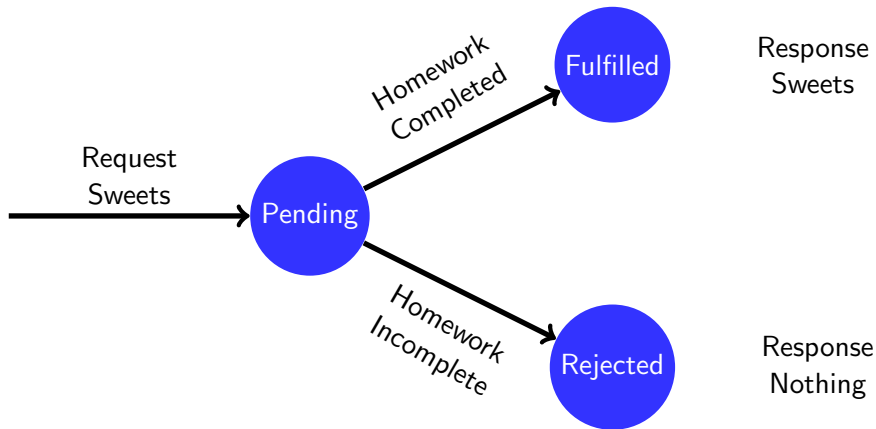 Request
Sweets
Pending
Homework
Completed
Fulfilled
Response
Sweets
Homework
Incomplete
Rejected
Response
Nothing